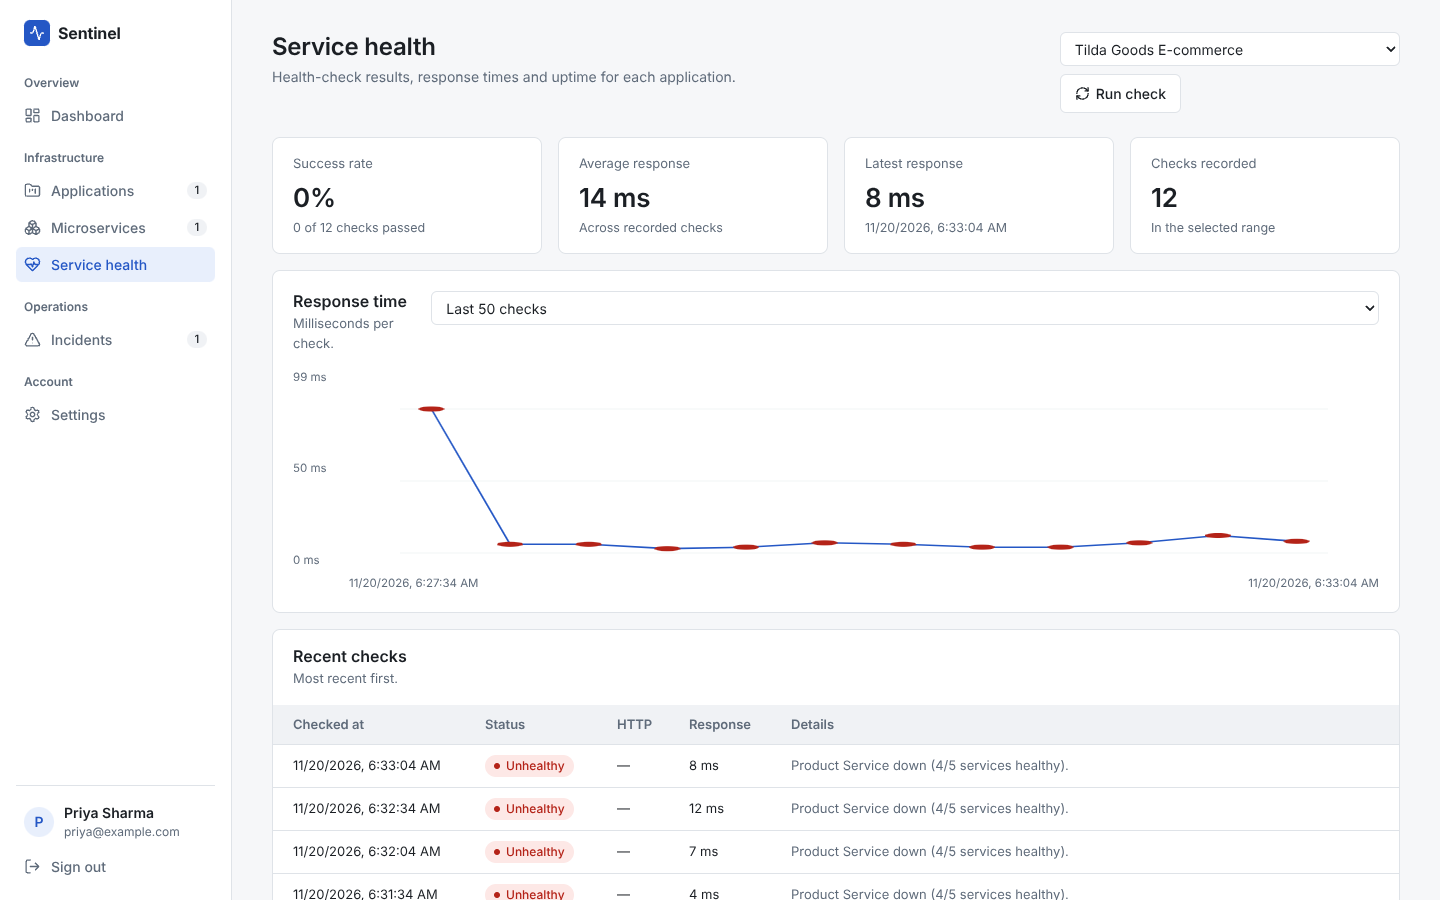 Sentinel
Overview
Dashboard
Infrastructure
Applications 1
Microservices 1
Service health
Operations
Incidents 1
Account
Settings
Priya Sharma
P
priya@example.com
Sign out
Service health
Health-check results, response times and uptime for each application.
Tilda Goods E-commerce
Run check
Success rate
0%
0 of 12 checks passed
Average response
14 ms
Across recorded checks
Latest response
8 ms
11/20/2026, 6:33:04 AM
Checks recorded
12
In the selected range
Response time
Milliseconds per
check.
Last 50 checks
99 ms
50 ms
0 ms
11/20/2026, 6:27:34 AM
11/20/2026, 6:33:04 AM
Recent checks
Most recent first.
Checked at Status HTTP Response Details
11/20/2026, 6:33:04 AM Unhealthy — 8 ms Product Service down (4/5 services healthy).
11/20/2026, 6:32:34 AM Unhealthy — 12 ms Product Service down (4/5 services healthy).
11/20/2026, 6:32:04 AM Unhealthy — 7 ms Product Service down (4/5 services healthy).
11/20/2026, 6:31:34 AM Unhealthy — 4 ms Product Service down (4/5 services healthy).